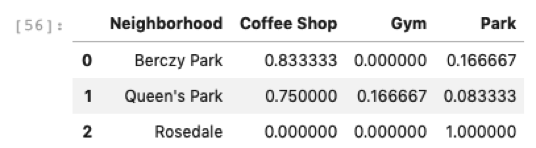 [56]: Neighborhood Coffee Shop Gym Park
0 Berczy Park 0.833333 0.000000 0.166667
1 Queen's Park 0.750000 0.166667 0.083333
2 Rosedale 0.000000 0.000000 1.000000